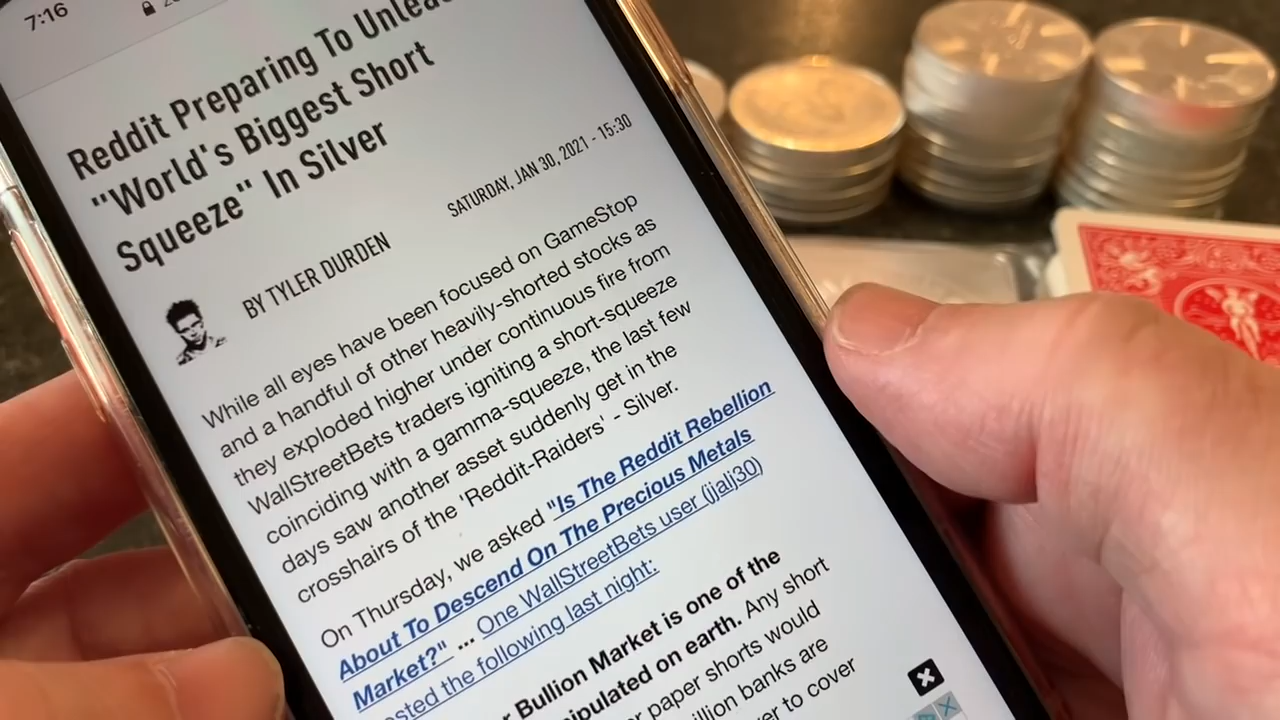 7:16
Reddit Preparing To
"World's Biggest Short
Squeeze" In Silver
SATURDAY, JAN 30, 2021 - 15:30
BY TYLER DURDEN
While all eyes have been focused on GameStop
and a handful of other heavily-shorted stocks as
they exploded higher under continuous fire from
WallStreetBets traders igniting a short-squeeze
coinciding with a gamma-squeeze, the last few
days saw another asset suddenly get in the
crosshairs of the 'Reddit-Raiders' - Silver.
On Thursday, we asked "Is The Reddit Rebellion
About To Descend On The Precious Metals
Market?" ... One WallStreetBets user (jjalj30)
the following last night:
Bullion Market is one of the
on earth. Any short
paper shorts would
banks are
to cover